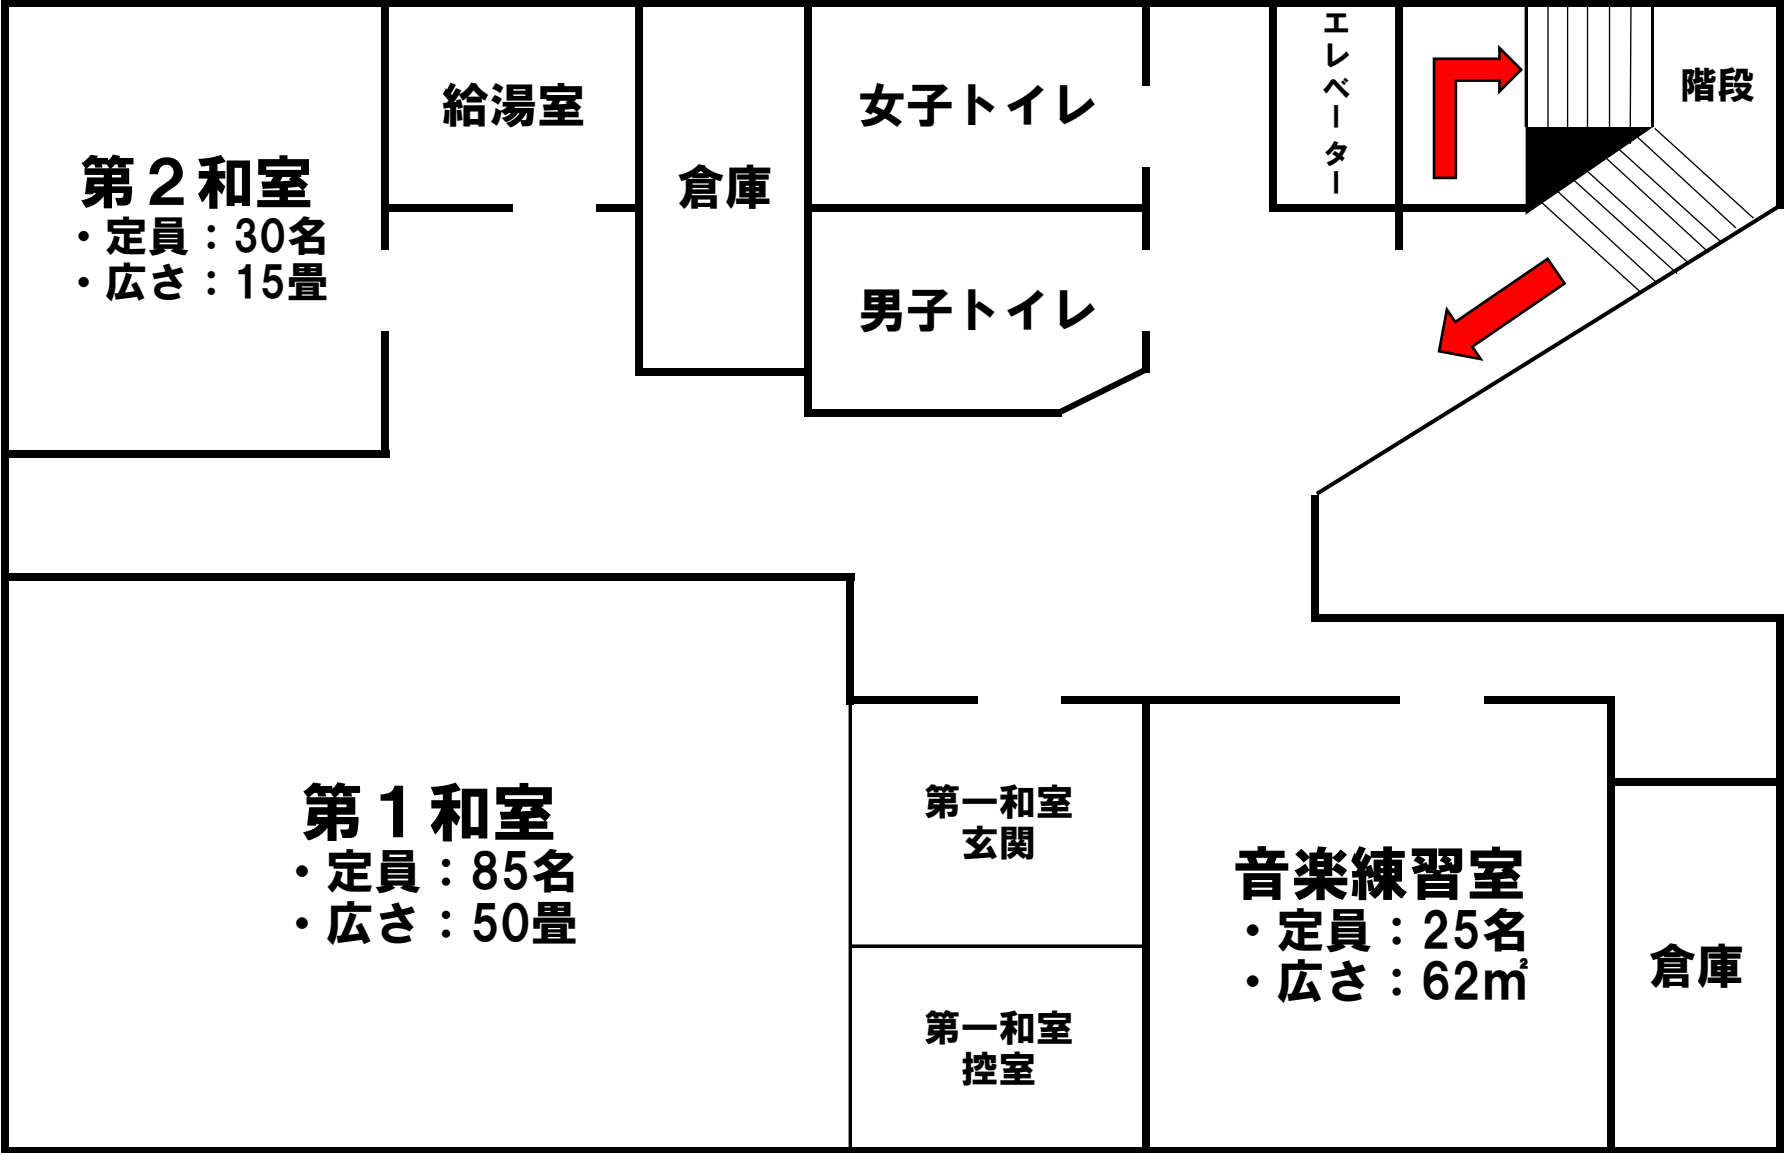 第２和室
・定員：30名
・広さ：15畳
給湯室
倉庫
女子トイレ
男子トイレ
エレベーター
階段
第１和室
・定員：85名
・広さ：50畳
第一和室
玄関
第一和室
控室
音楽練習室
・定員：25名
・広さ：62㎡
倉庫